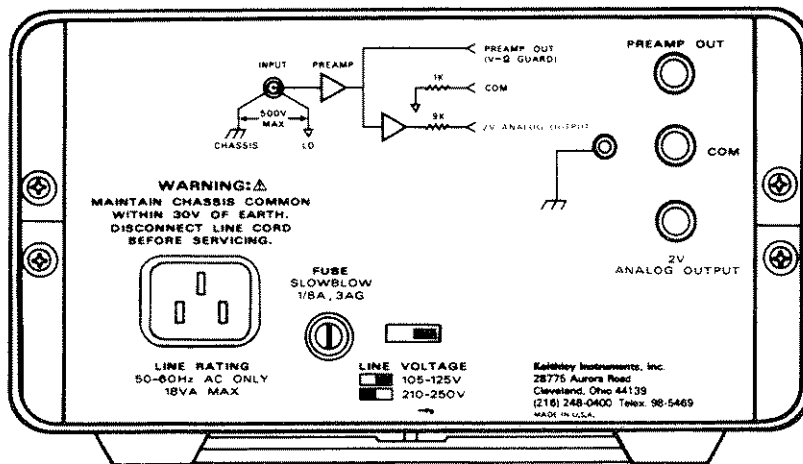 PREAMP OUT
(V-Ω GUARD)
PREAMP OUT
INPUT
PREAMP
1K
COM
500V
MAX
9K
2V ANALOG OUTPUT
CHASSIS
LO
COM
WARNING:⚠
MAINTAIN CHASSIS COMMON
WITHIN 30V OF EARTH.
DISCONNECT LINE CORD
BEFORE SERVICING.
2V
ANALOG OUTPUT
FUSE
SLOWBLOW
1/8A, 3AG
LINE RATING
50-60Hz AC ONLY
18VA MAX
LINE VOLTAGE
105-125V
210-250V
Keithley Instruments, Inc.
28775 Aurora Road
Cleveland, Ohio 44139
(216) 248-0400 Telex: 98-5469
MADE IN U.S.A.